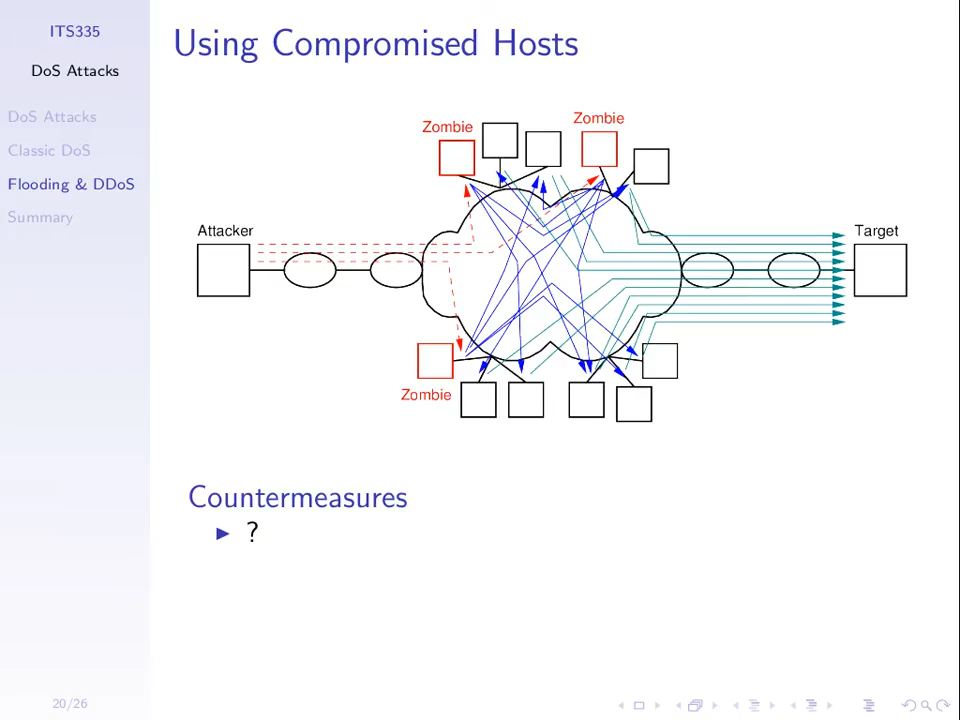 ITS335
DoS Attacks
DoS Attacks
Classic DoS
Flooding & DDoS
Summary
Using Compromised Hosts
Zombie
Zombie
Attacker
Target
Zombie
Countermeasures
?
20/26